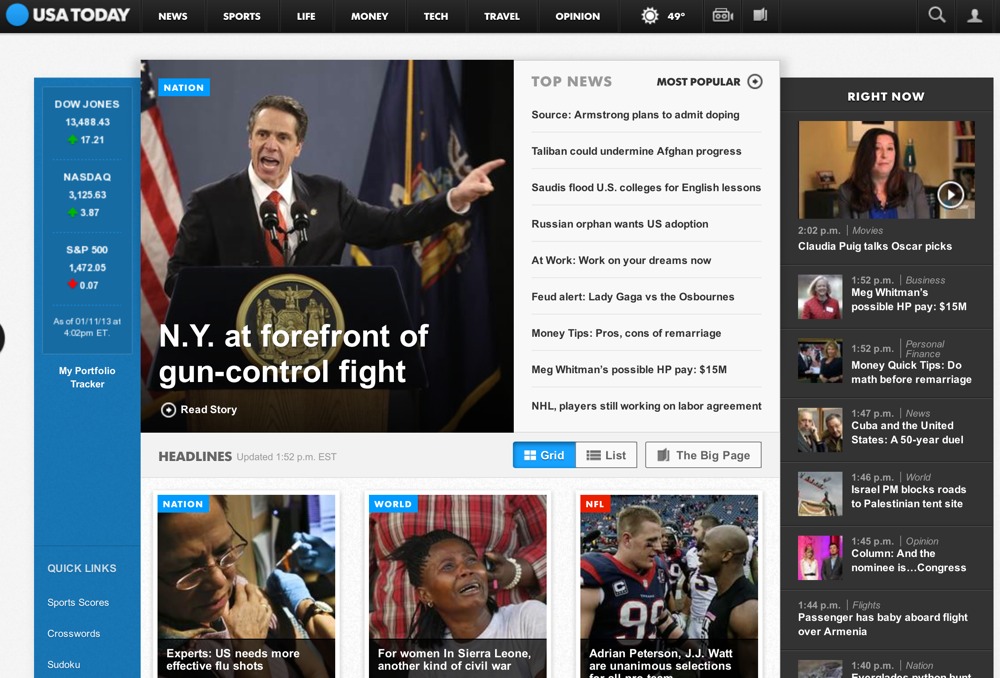 USA TODAY
NEWS
SPORTS
LIFE
MONEY
TECH
TRAVEL
OPINION
49°
DOW JONES
13,488.43
17.21
NASDAQ
3,125.63
3.87
S&P 500
1,472.05
0.07
As of 01/11/13 at
4:02pm ET.
My Portfolio
Tracker
QUICK LINKS
Sports Scores
Crosswords
Sudoku
NATION
N.Y. at forefront of
gun-control fight
Read Story
TOP NEWS
MOST POPULAR
Source: Armstrong plans to admit doping
Taliban could undermine Afghan progress
Saudis flood U.S. colleges for English lessons
Russian orphan wants US adoption
At Work: Work on your dreams now
Feud alert: Lady Gaga vs the Osbournes
Money Tips: Pros, cons of remarriage
Meg Whitman's possible HP pay: $15M
NHL, players still working on labor agreement
HEADLINES Updated 1:52 p.m. EST
Grid
List
The Big Page
NATION
Experts: US needs more
effective flu shots
WORLD
For women In Sierra Leone,
another kind of civil war
NFL
C
99
Adrian Peterson, J.J. Watt
are unanimous selections
for all-pro team
RIGHT NOW
2:02 p.m. | Movies
Claudia Puig talks Oscar picks
1:52 p.m. | Business
Meg Whitman's
possible HP pay: $15M
1:52 p.m. | Personal
Finance
Money Quick Tips: Do
math before remarriage
1:47 p.m. | News
Cuba and the United
States: A 50-year duel
1:46 p.m. | World
Israel PM blocks roads
to Palestinian tent site
1:45 p.m. | Opinion
Column: And the
nominee is...Congress
1:44 p.m. | Flights
Passenger has baby aboard flight
over Armenia
1:40 p.m. | Nation
Everglades python hunt